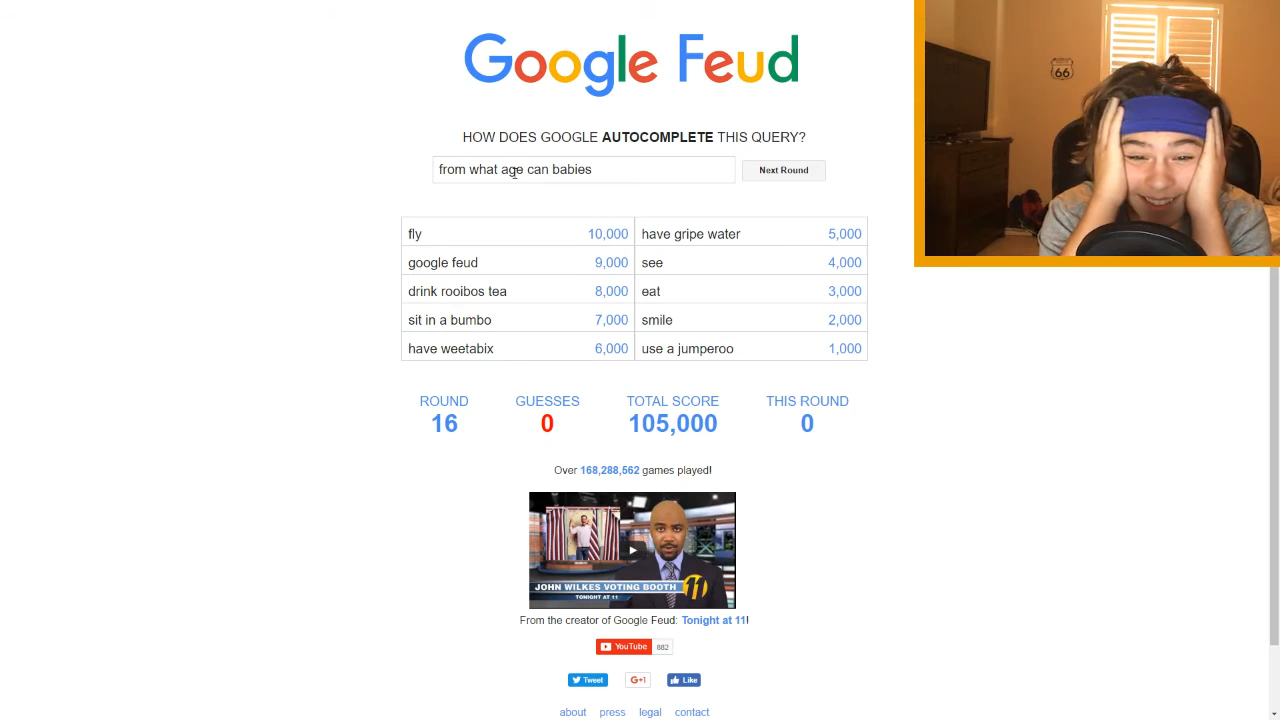 Google Feud
HOW DOES GOOGLE AUTOCOMPLETE THIS QUERY?
from what age can babies
Next Round
fly 10,000 have gripe water 5,000
google feud 9,000 see 4,000
drink rooibos tea 8,000 eat 3,000
sit in a bumbo 7,000 smile 2,000
have weetabix 6,000 use a jumperoo 1,000
ROUND GUESSES TOTAL SCORE THIS ROUND
16 0 105,000 0
Over 168,288,562 games played!
JOHN WILKES VOTING BOOTH
TONIGHT AT 11
11
From the creator of Google Feud: Tonight at 11!
YouTube 882
Tweet G+1 Like
about press legal contact
66